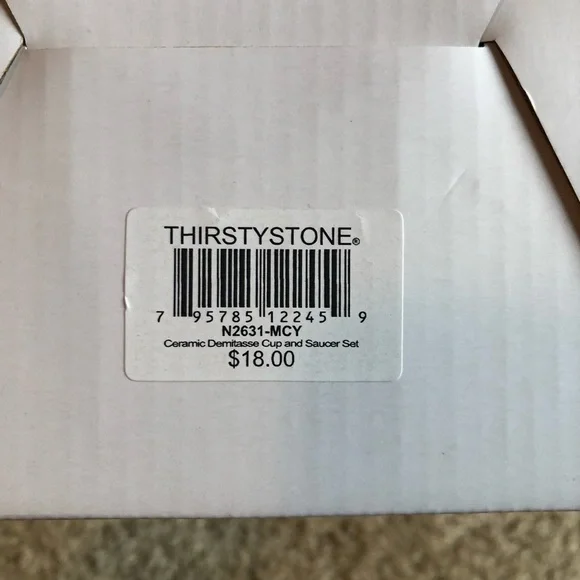 THIRSTYSTONE®
7 95785 12245 9
N2631-MCY
Ceramic Demitasse Cup and Saucer Set
$18.00